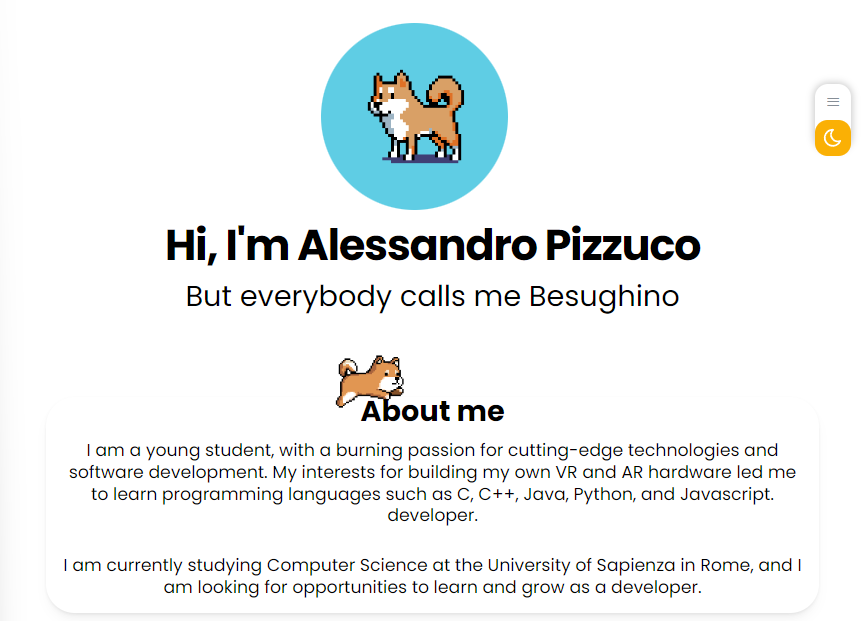 Hi, I'm Alessandro Pizzuco
But everybody calls me Besughino
About me
I am a young student, with a burning passion for cutting-edge technologies and
software development. My interests for building my own VR and AR hardware led me
to learn programming languages such as C, C++, Java, Python, and Javascript.
developer.
I am currently studying Computer Science at the University of Sapienza in Rome, and I
am looking for opportunities to learn and grow as a developer.